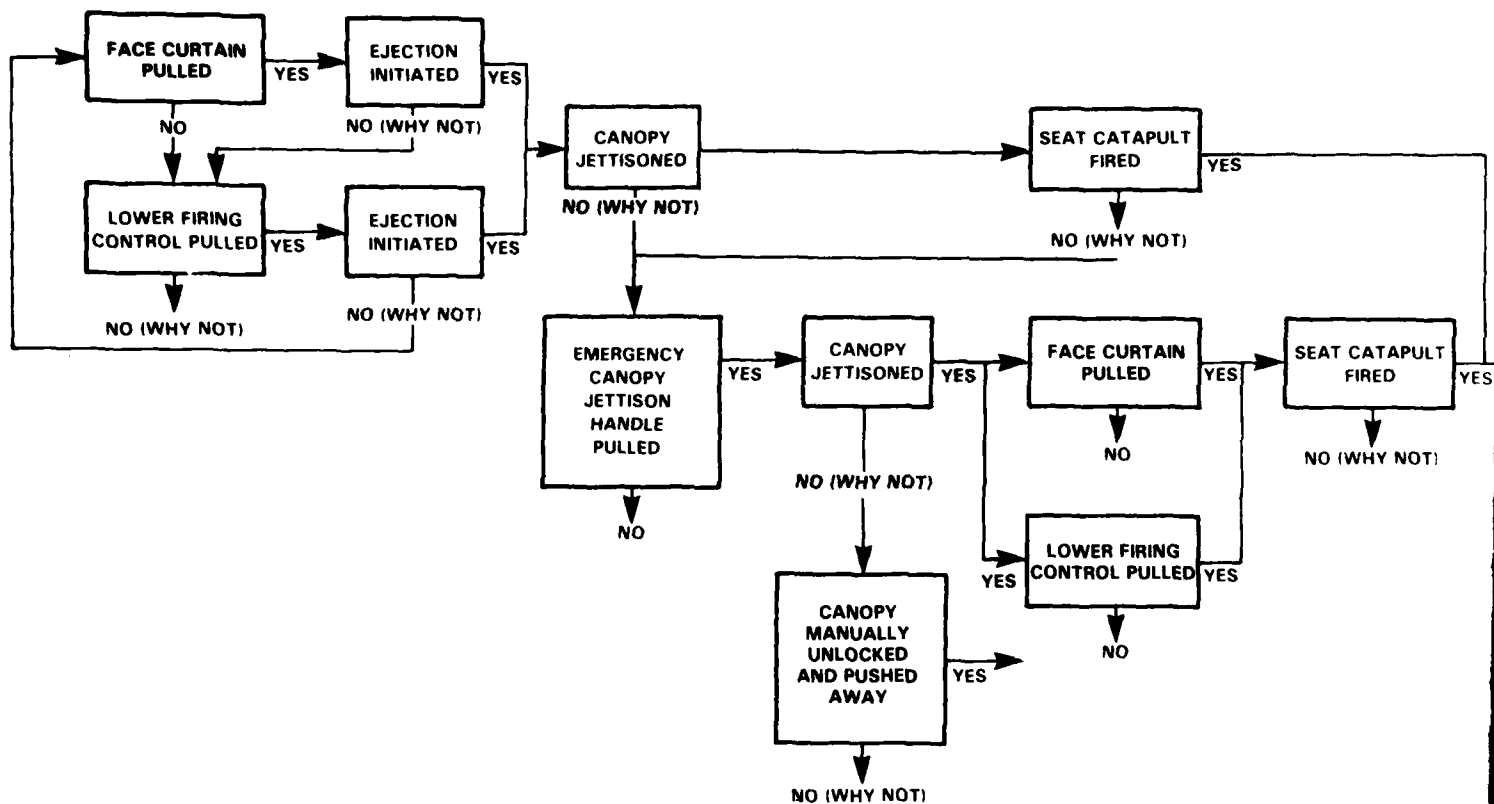 FACE CURTAIN
PULLED
YES
EJECTION
INITIATED
YES
NO
NO (WHY NOT)
LOWER FIRING
CONTROL PULLED
YES
EJECTION
INITIATED
YES
NO (WHY NOT)
NO (WHY NOT)
CANOPY
JETTISONED
NO (WHY NOT)
SEAT CATAPULT
FIRED
YES
NO (WHY NOT)
EMERGENCY
CANOPY
JETTISON
HANDLE
PULLED
YES
NO
CANOPY
JETTISONED
YES
NO (WHY NOT)
FACE CURTAIN
PULLED
YES
NO
SEAT CATAPULT
FIRED
YES
NO (WHY NOT)
YES
LOWER FIRING
CONTROL PULLED
YES
NO
CANOPY
MANUALLY
UNLOCKED
AND PUSHED
AWAY
YES
NO (WHY NOT)